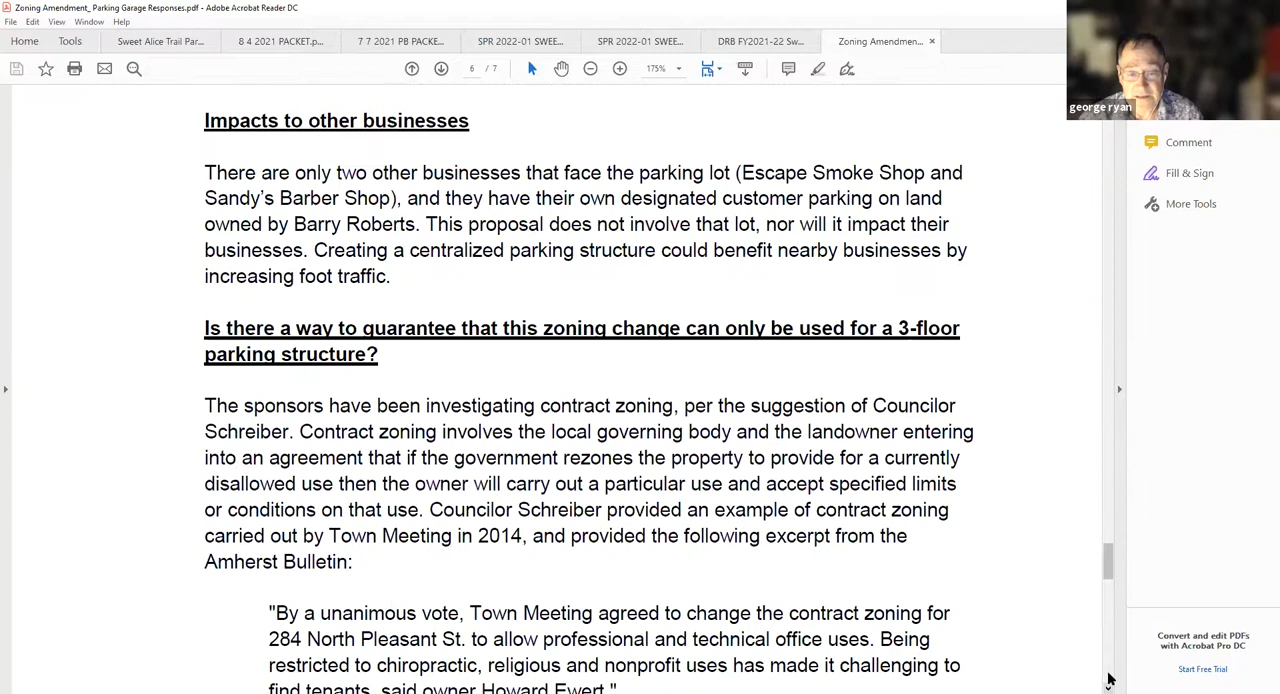 Zoning Amendment_ Parking Garage Responses.pdf - Adobe Acrobat Reader DC
File Edit View Window Help
Home Tools Sweet Alice Trail Par... 8 4 2021 PACKET.p... 7 7 2021 PB PACKE... SPR 2022-01 SWEE... SPR 2022-01 SWEE... DRB FY2021-22 Sw... Zoning Amendmen... ×
6 / 7 175%
george ryan
Comment
Fill & Sign
More Tools
Impacts to other businesses
There are only two other businesses that face the parking lot (Escape Smoke Shop and
Sandy's Barber Shop), and they have their own designated customer parking on land
owned by Barry Roberts. This proposal does not involve that lot, nor will it impact their
businesses. Creating a centralized parking structure could benefit nearby businesses by
increasing foot traffic.
Is there a way to guarantee that this zoning change can only be used for a 3-floor
parking structure?
The sponsors have been investigating contract zoning, per the suggestion of Councilor
Schreiber. Contract zoning involves the local governing body and the landowner entering
into an agreement that if the government rezones the property to provide for a currently
disallowed use then the owner will carry out a particular use and accept specified limits
or conditions on that use. Councilor Schreiber provided an example of contract zoning
carried out by Town Meeting in 2014, and provided the following excerpt from the
Amherst Bulletin:
"By a unanimous vote, Town Meeting agreed to change the contract zoning for
284 North Pleasant St. to allow professional and technical office uses. Being
restricted to chiropractic, religious and nonprofit uses has made it challenging to
find tenants, said owner Howard Ewert."
Convert and edit PDFs
with Acrobat Pro DC
Start Free Trial